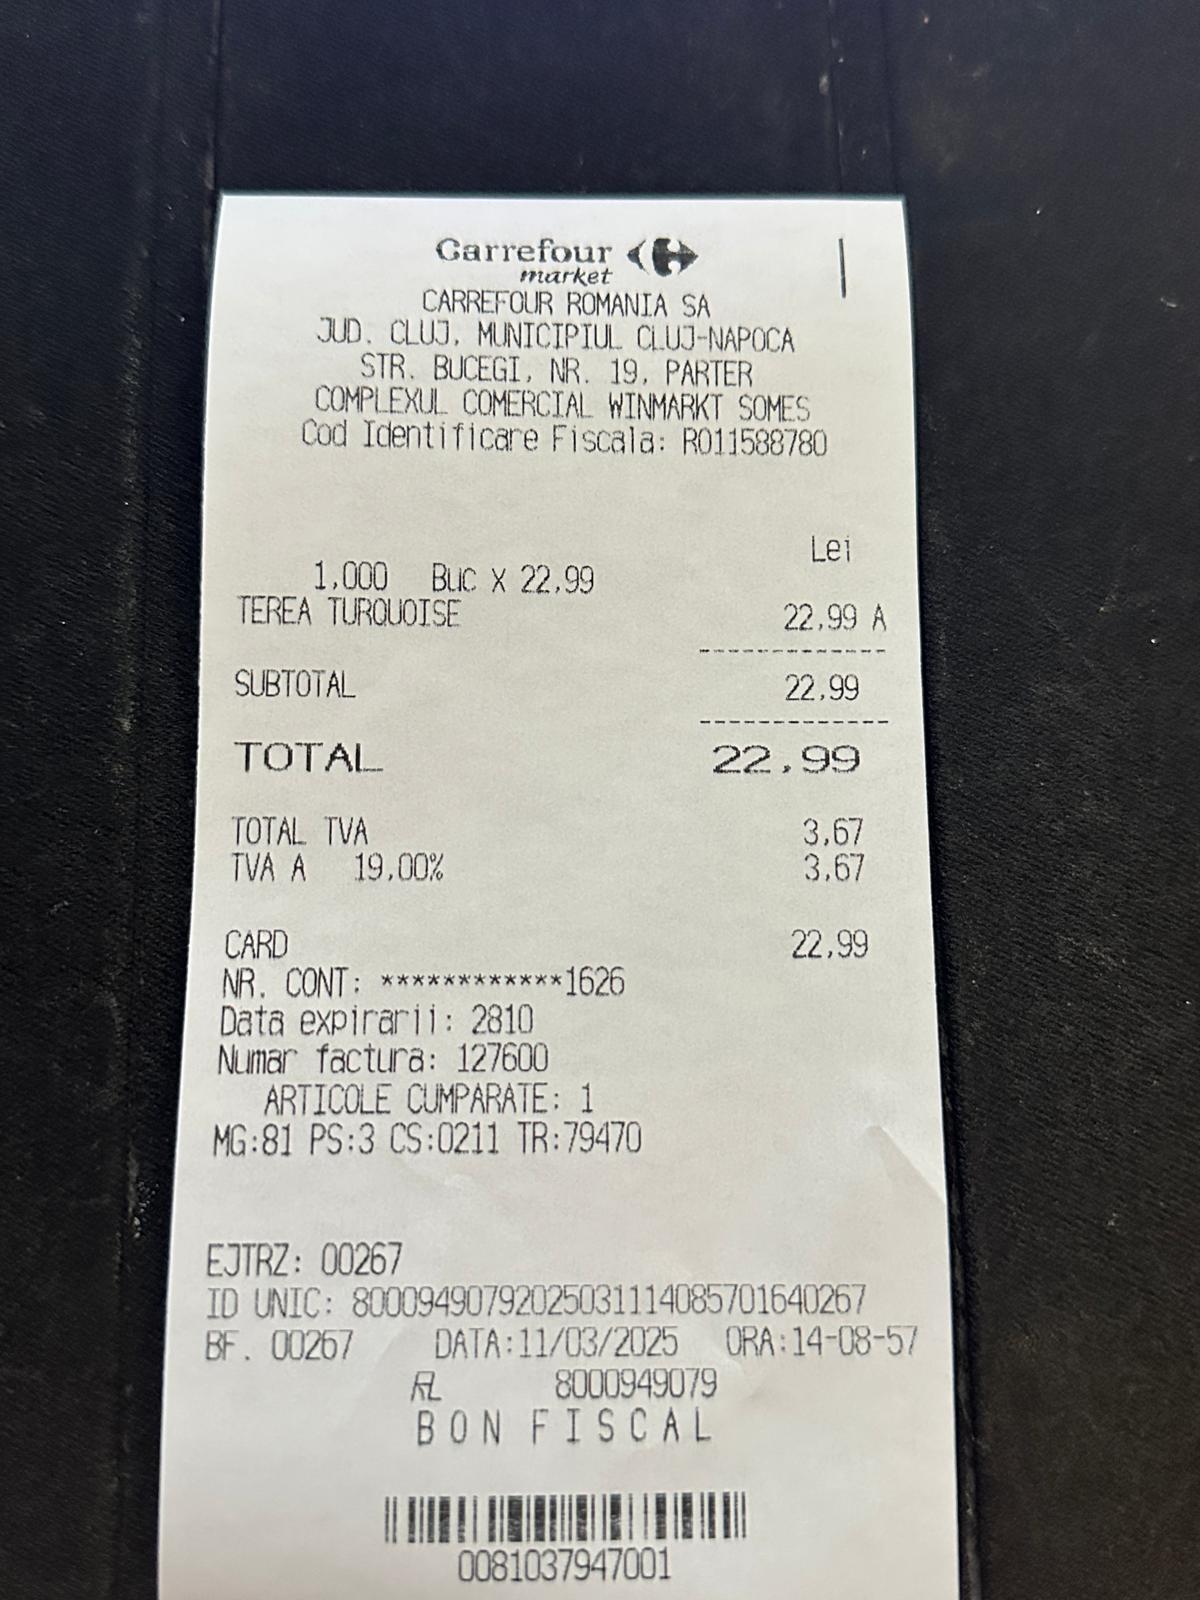 Carrefour
market
CARREFOUR ROMANIA SA
JUD. CLUJ, MUNICIPIUL CLUJ-NAPOCA
STR. BUCEGI, NR. 19, PARTER
COMPLEXUL COMERCIAL WINMARKT SOMES
Cod Identificare Fiscala: RO11588780
Lei
1,000 Buc X 22,99
TEREA TURQUOISE 22,99 A
-------------
SUBTOTAL 22,99
-------------
TOTAL 22,99
TOTAL TVA 3,67
TVA A 19,00% 3,67
CARD 22,99
NR. CONT: ************1626
Data expirarii: 2810
Numar factura: 127600
ARTICOLE CUMPARATE: 1
MG:81 PS:3 CS:0211 TR:79470
EJTRZ: 00267
ID UNIC: 8000949079202503111408570164​0267
BF. 00267 DATA:11/03/2025 ORA:14-08-57
8000949079
BON FISCAL
0081037947001